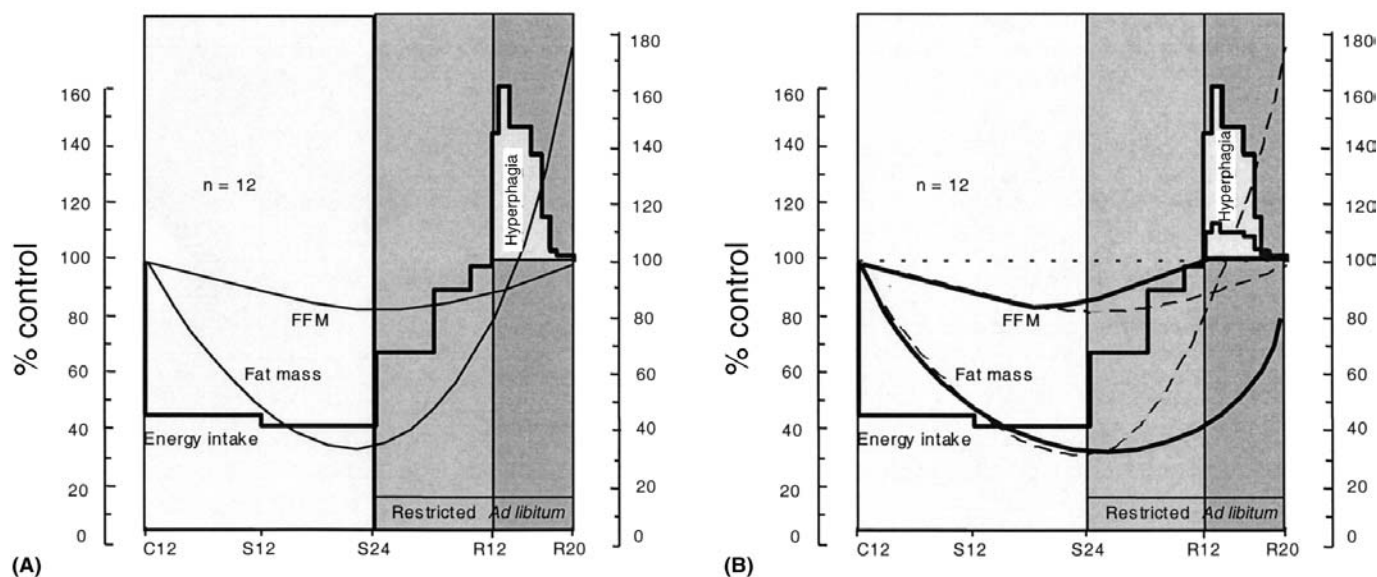 160
140
120
100
80
60
40
20
0
% control
180
160
140
120
100
80
60
40
20
0
n = 12
Hyperphagia
FFM
Fat mass
Energy intake
Restricted
Ad libitum
C12
S12
S24
R12
R20
(A)
160
140
120
100
80
60
40
20
0
% control
180
160
140
120
100
80
60
40
20
0
n = 12
Hyperphagia
FFM
Fat mass
Energy intake
Restricted
Ad libitum
C12
S12
S24
R12
R20
(B)